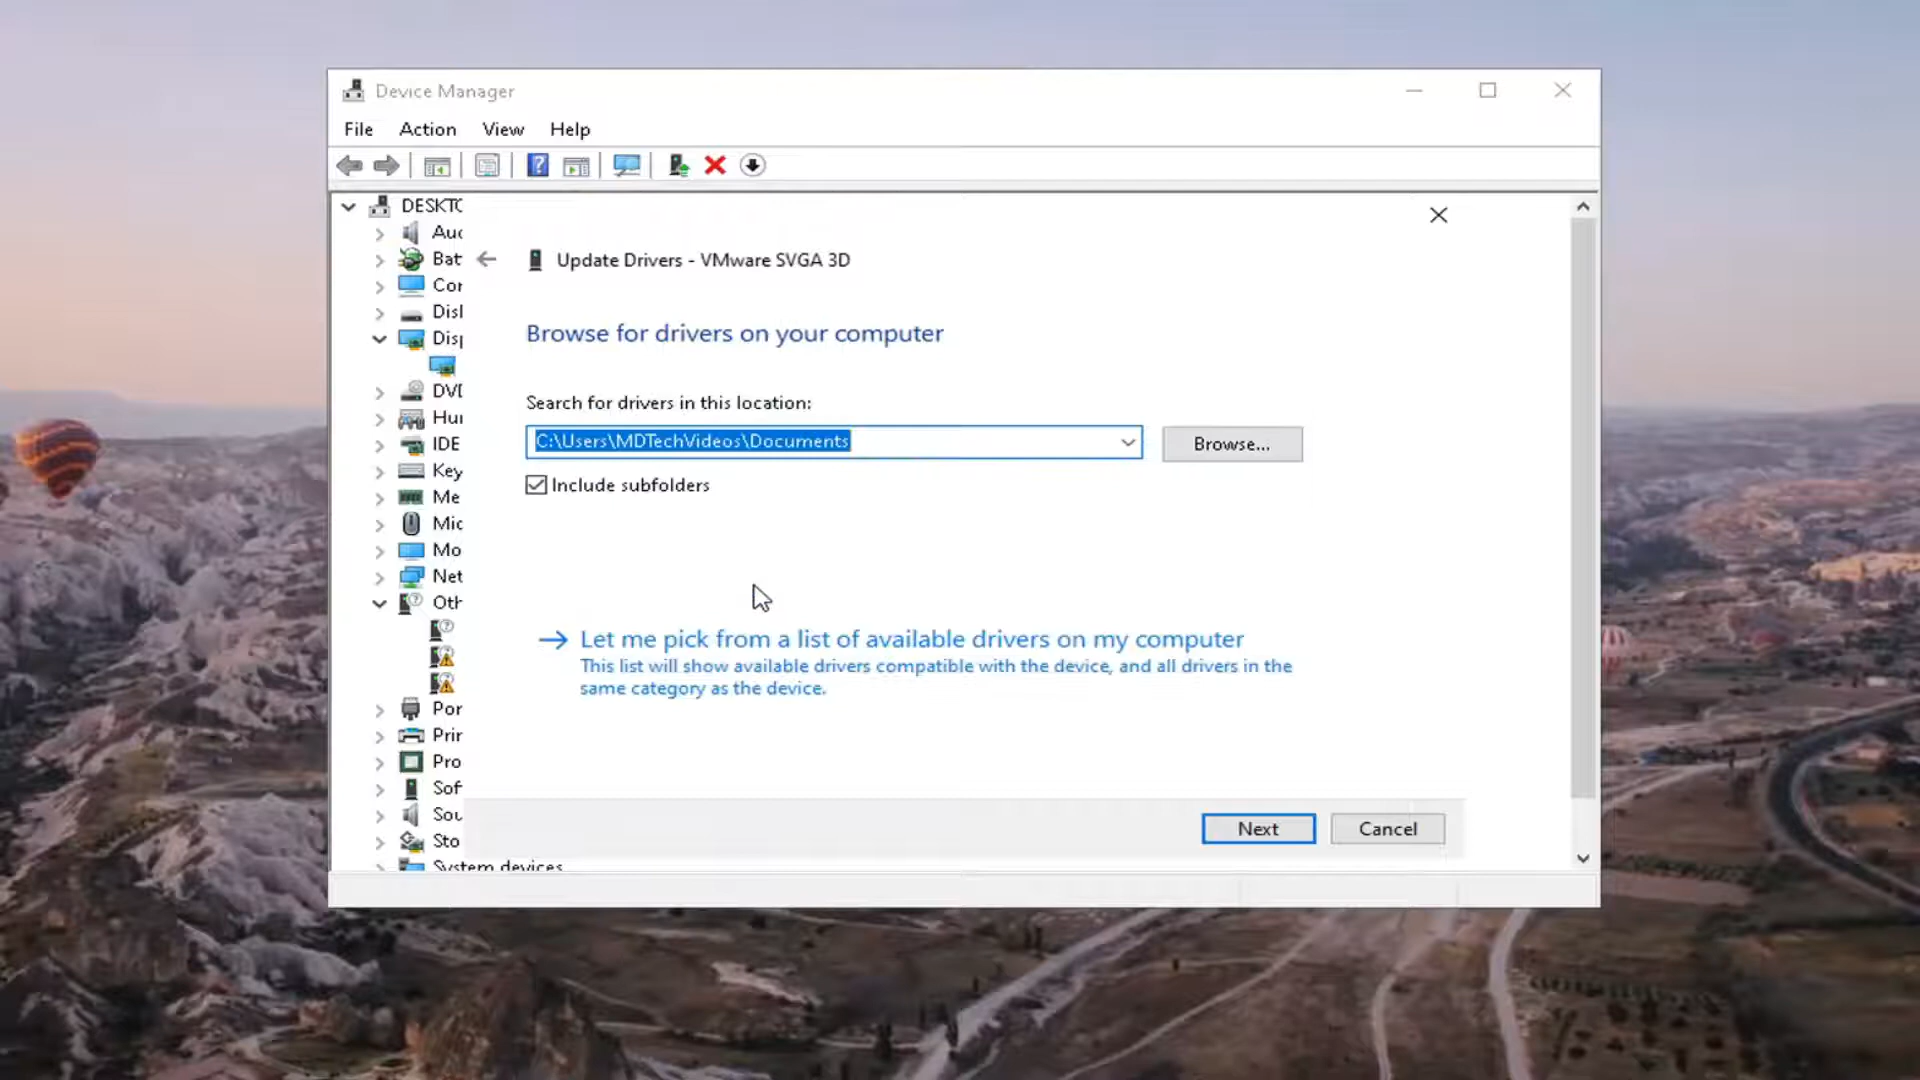 Device Manager
File Action View Help
DESKTC
Auc
Bat
Update Drivers - VMware SVGA 3D
Cor
Disl
Browse for drivers on your computer
Disp
DVD
Search for drivers in this location:
Hur
IDE
C:\Users\MDTechVideos\Documents
Browse...
Key
Include subfolders
Me
Mic
Mo
Net
Oth
Let me pick from a list of available drivers on my computer
This list will show available drivers compatible with the device, and all drivers in the
same category as the device.
Por
Prir
Pro
Sof
Sou
Next
Cancel
Sto
System devices